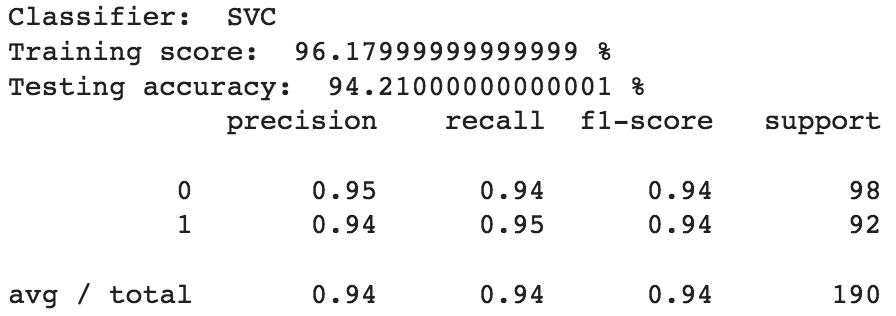 Classifier:  SVC
Training score:  96.17999999999999 %
Testing accuracy:  94.21000000000001 %
precision    recall  f1-score   support
0       0.95      0.94      0.94        98
1       0.94      0.95      0.94        92
avg / total       0.94      0.94      0.94       190